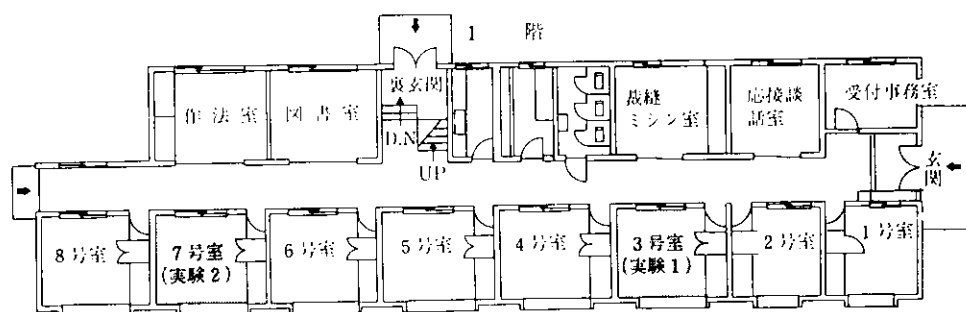 1 階
裏玄関
作法室
図書室
D.N
UP
裁縫
ミシン室
応接談
話室
受付事務室
玄関
8号室
7号室
(実験2)
6号室
5号室
4号室
3号室
(実験1)
2号室
1号室